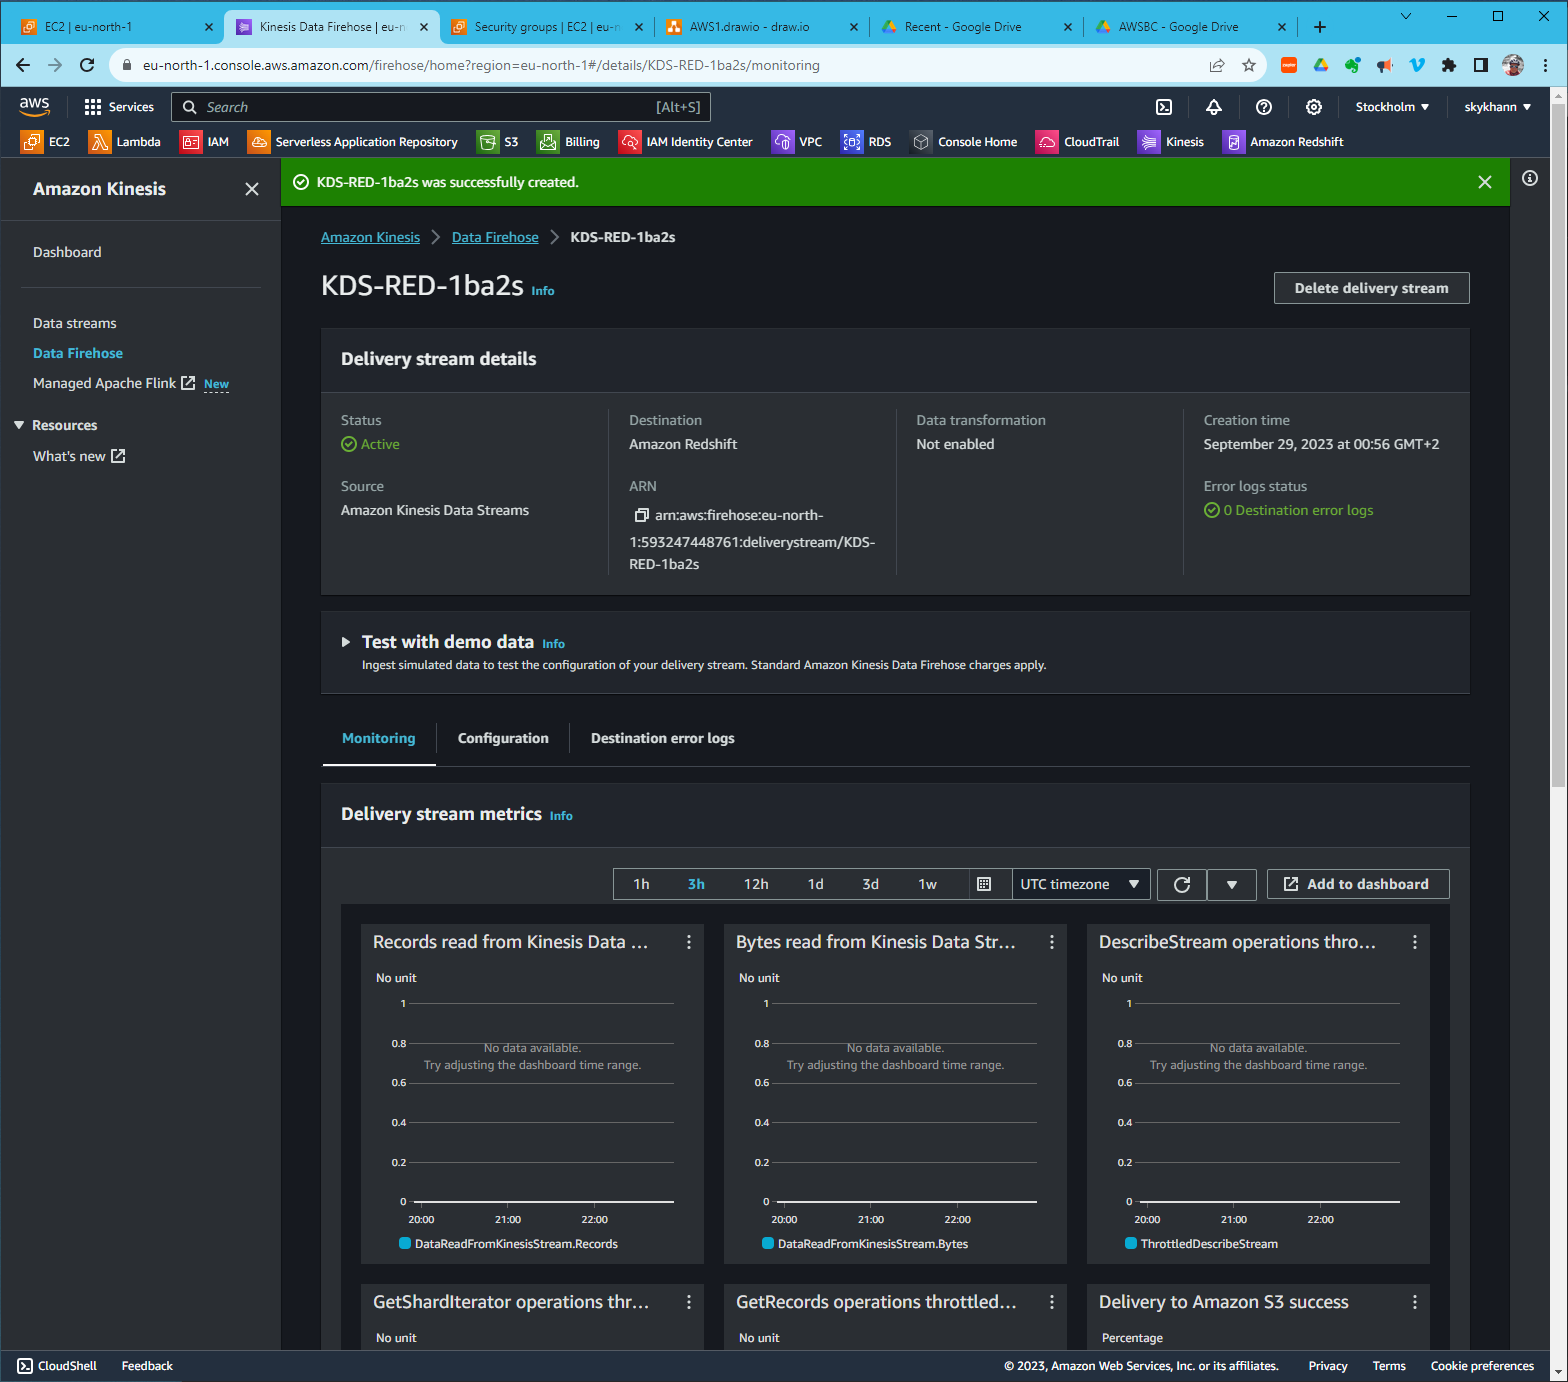 EC2 | eu-north-1
Kinesis Data Firehose | eu-n
Security groups | EC2 | eu-n
AWS1.drawio - draw.io
Recent - Google Drive
AWSBC - Google Drive
eu-north-1.console.aws.amazon.com/firehose/home?region=eu-north-1#/details/KDS-RED-1ba2s/monitoring
aws
Services
Search
[Alt+S]
Stockholm
skykhann
EC2
Lambda
IAM
Serverless Application Repository
S3
Billing
IAM Identity Center
VPC
RDS
Console Home
CloudTrail
Kinesis
Amazon Redshift
Amazon Kinesis
Dashboard
Data streams
Data Firehose
Managed Apache Flink New
Resources
What's new
KDS-RED-1ba2s was successfully created.
Amazon Kinesis
Data Firehose
KDS-RED-1ba2s
KDS-RED-1ba2s Info
Delete delivery stream
Delivery stream details
Status
Active
Source
Amazon Kinesis Data Streams
Destination
Amazon Redshift
ARN
arn:aws:firehose:eu-north-
1:593247448761:deliverystream/KDS-
RED-1ba2s
Data transformation
Not enabled
Creation time
September 29, 2023 at 00:56 GMT+2
Error logs status
0 Destination error logs
Test with demo data Info
Ingest simulated data to test the configuration of your delivery stream. Standard Amazon Kinesis Data Firehose charges apply.
Monitoring
Configuration
Destination error logs
Delivery stream metrics Info
1h
3h
12h
1d
3d
1w
UTC timezone
Add to dashboard
Records read from Kinesis Data ...
No unit
1
0.8
No data available.
Try adjusting the dashboard time range.
0.6
0.4
0.2
0
20:00
21:00
22:00
DataReadFromKinesisStream.Records
Bytes read from Kinesis Data Str...
No unit
1
0.8
No data available.
Try adjusting the dashboard time range.
0.6
0.4
0.2
0
20:00
21:00
22:00
DataReadFromKinesisStream.Bytes
DescribeStream operations thro...
No unit
1
0.8
No data available.
Try adjusting the dashboard time range.
0.6
0.4
0.2
0
20:00
21:00
22:00
ThrottledDescribeStream
GetShardIterator operations thr...
No unit
GetRecords operations throttled...
No unit
Delivery to Amazon S3 success
Percentage
CloudShell
Feedback
© 2023, Amazon Web Services, Inc. or its affiliates.
Privacy
Terms
Cookie preferences